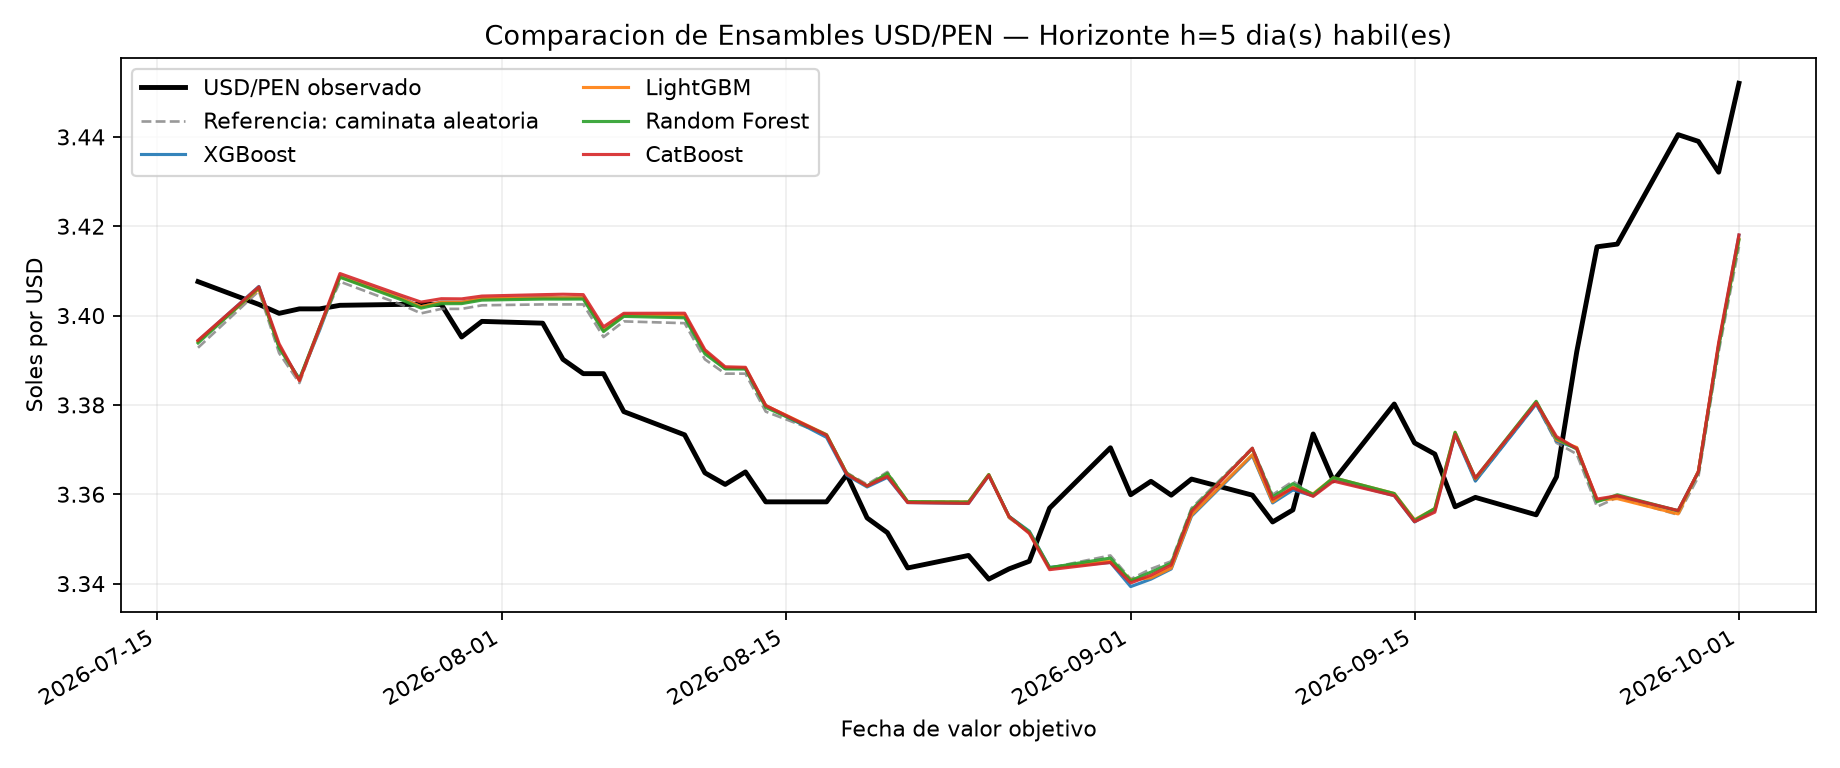 Comparacion de Ensambles USD/PEN — Horizonte h=5 dia(s) habil(es)
USD/PEN observado
Referencia: caminata aleatoria
XGBoost
LightGBM
Random Forest
CatBoost
Soles por USD
3.44
3.42
3.40
3.38
3.36
3.34
2026-07-15
2026-08-01
2026-08-15
2026-09-01
2026-09-15
2026-10-01
Fecha de valor objetivo